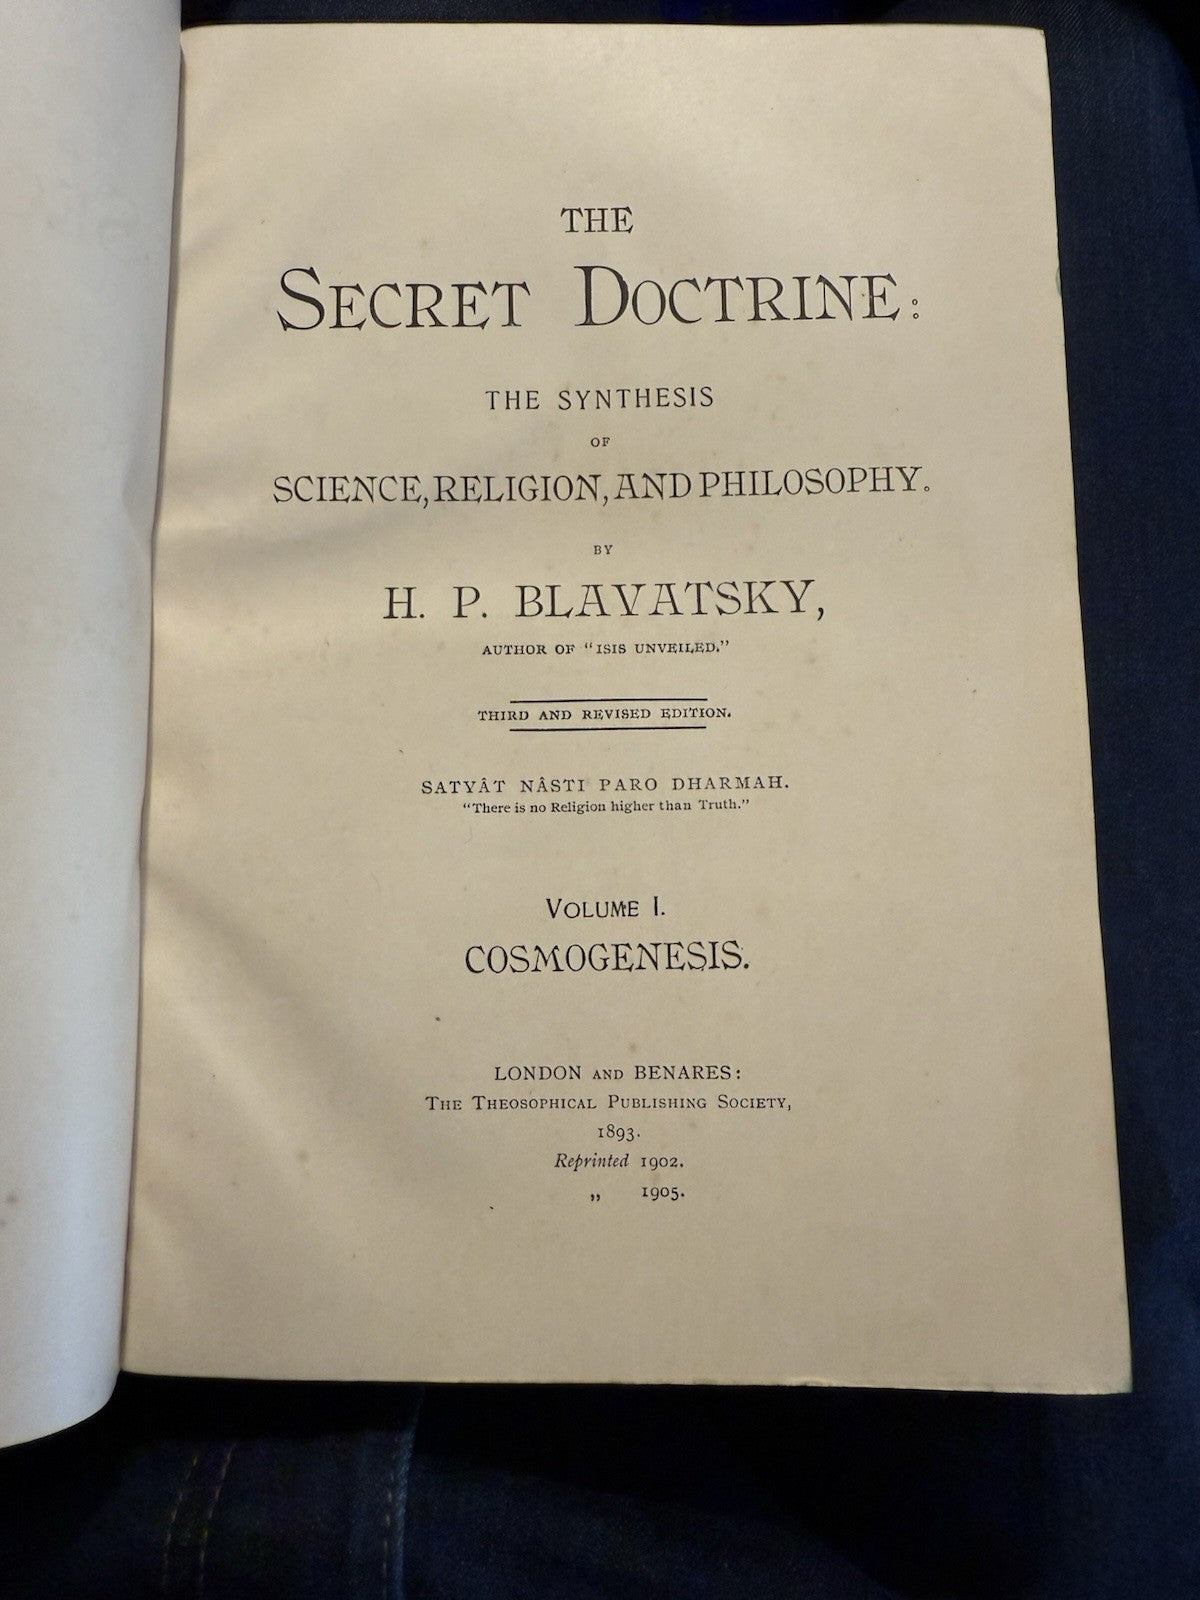 THE
SECRET DOCTRINE:
THE SYNTHESIS
OF
SCIENCE, RELIGION, AND PHILOSOPHY.
BY
H. P. BLAVATSKY,
AUTHOR OF "ISIS UNVEILED."
THIRD AND REVISED EDITION.
SATYÂT NÂSTI PARO DHARMAH.
"There is no Religion higher than Truth."
VOLUME I.
COSMOGENESIS.
LONDON AND BENARES:
THE THEOSOPHICAL PUBLISHING SOCIETY,
1893.
Reprinted 1902.
„ 1905.